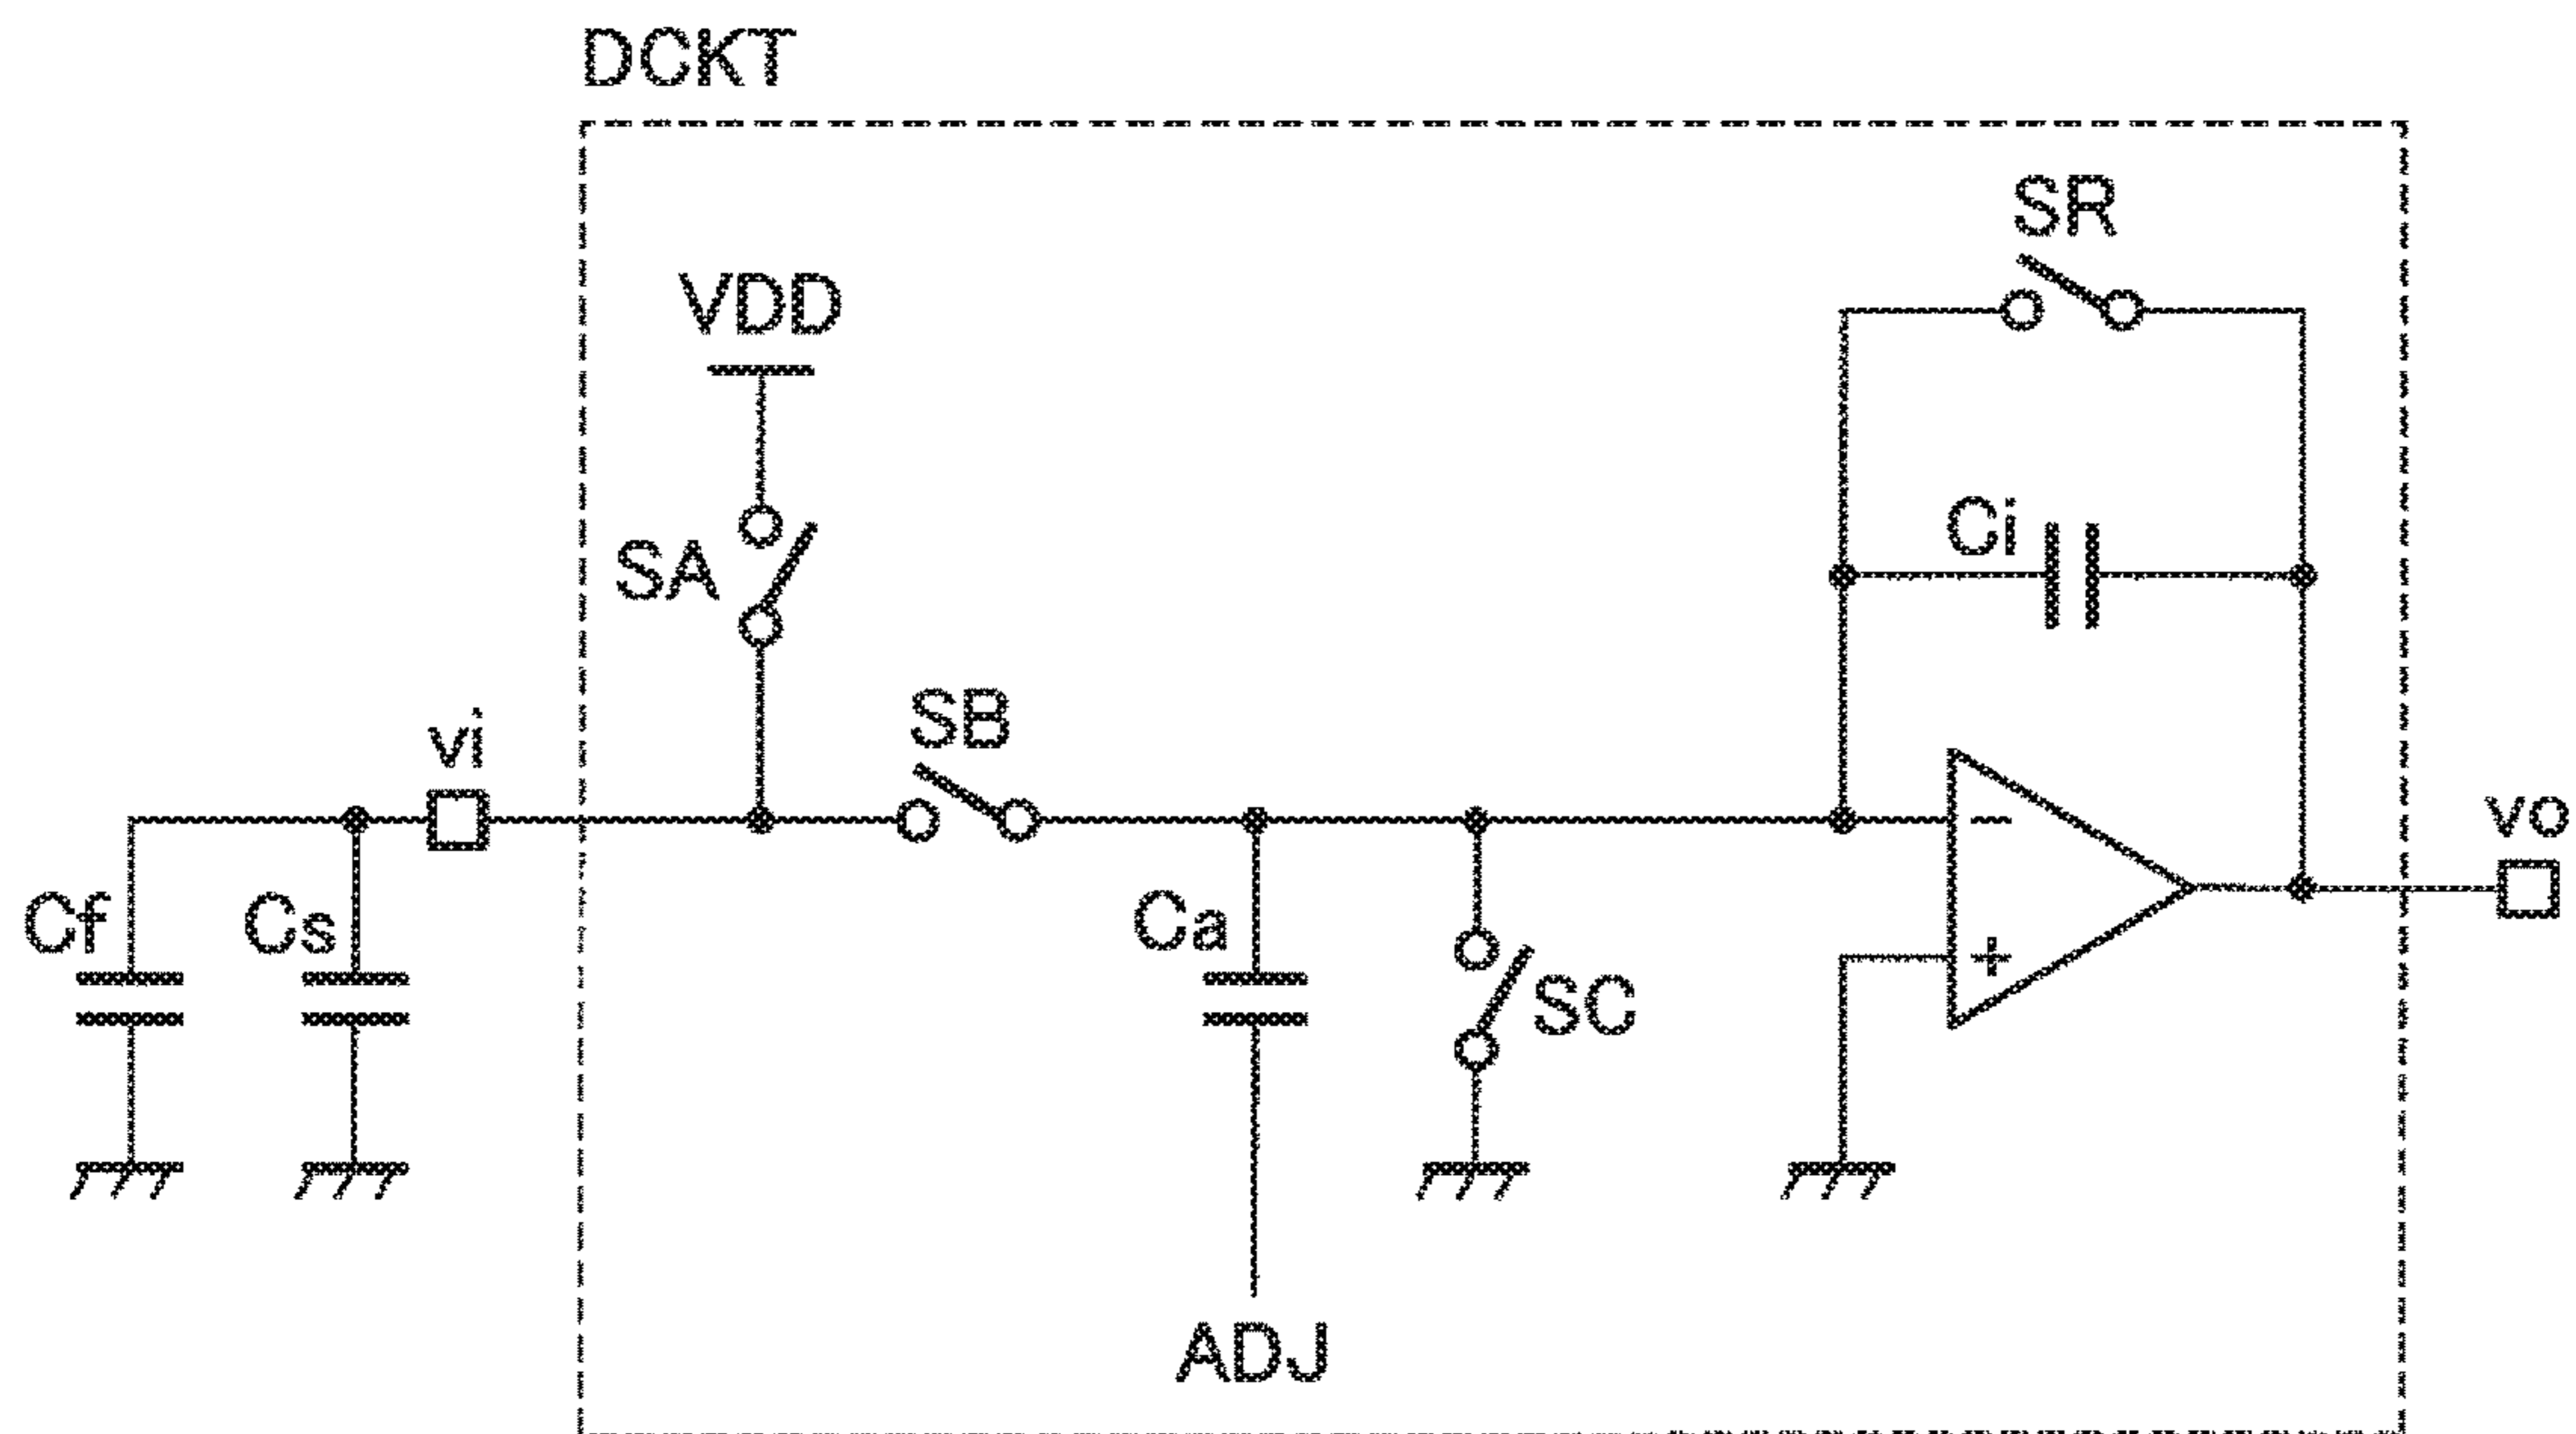 DCKT
SR
VDD
Ci
SA
SB
vi
vo
Cf
Cs
Ca
−
+
SC
ADJ